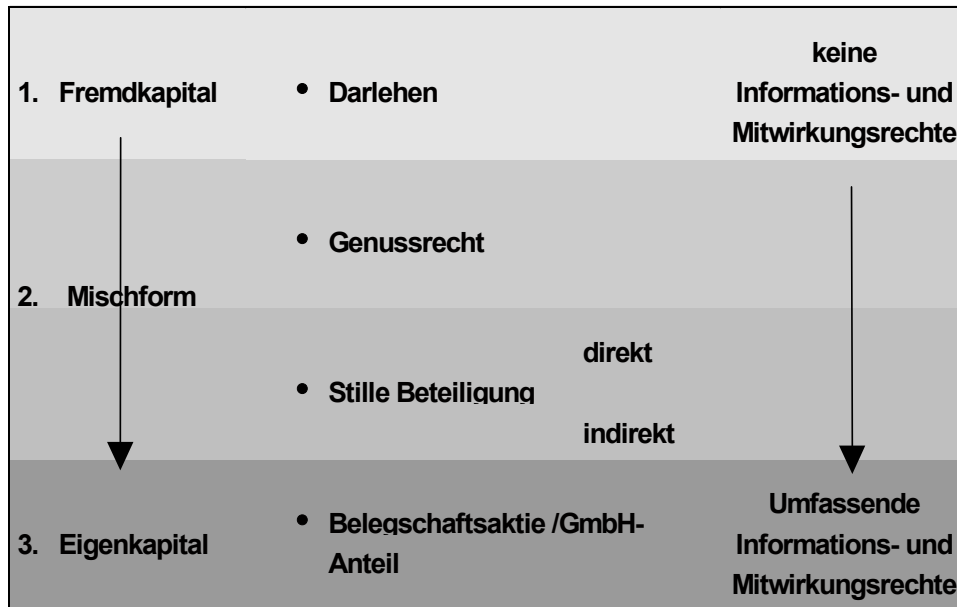 1. Fremdkapital
• Darlehen
keine
Informations- und
Mitwirkungsrechte
• Genussrecht
2. Mischform
direkt
• Stille Beteiligung
indirekt
3. Eigenkapital
• Belegschaftsaktie /GmbH-
Anteil
Umfassende
Informations- und
Mitwirkungsrechte